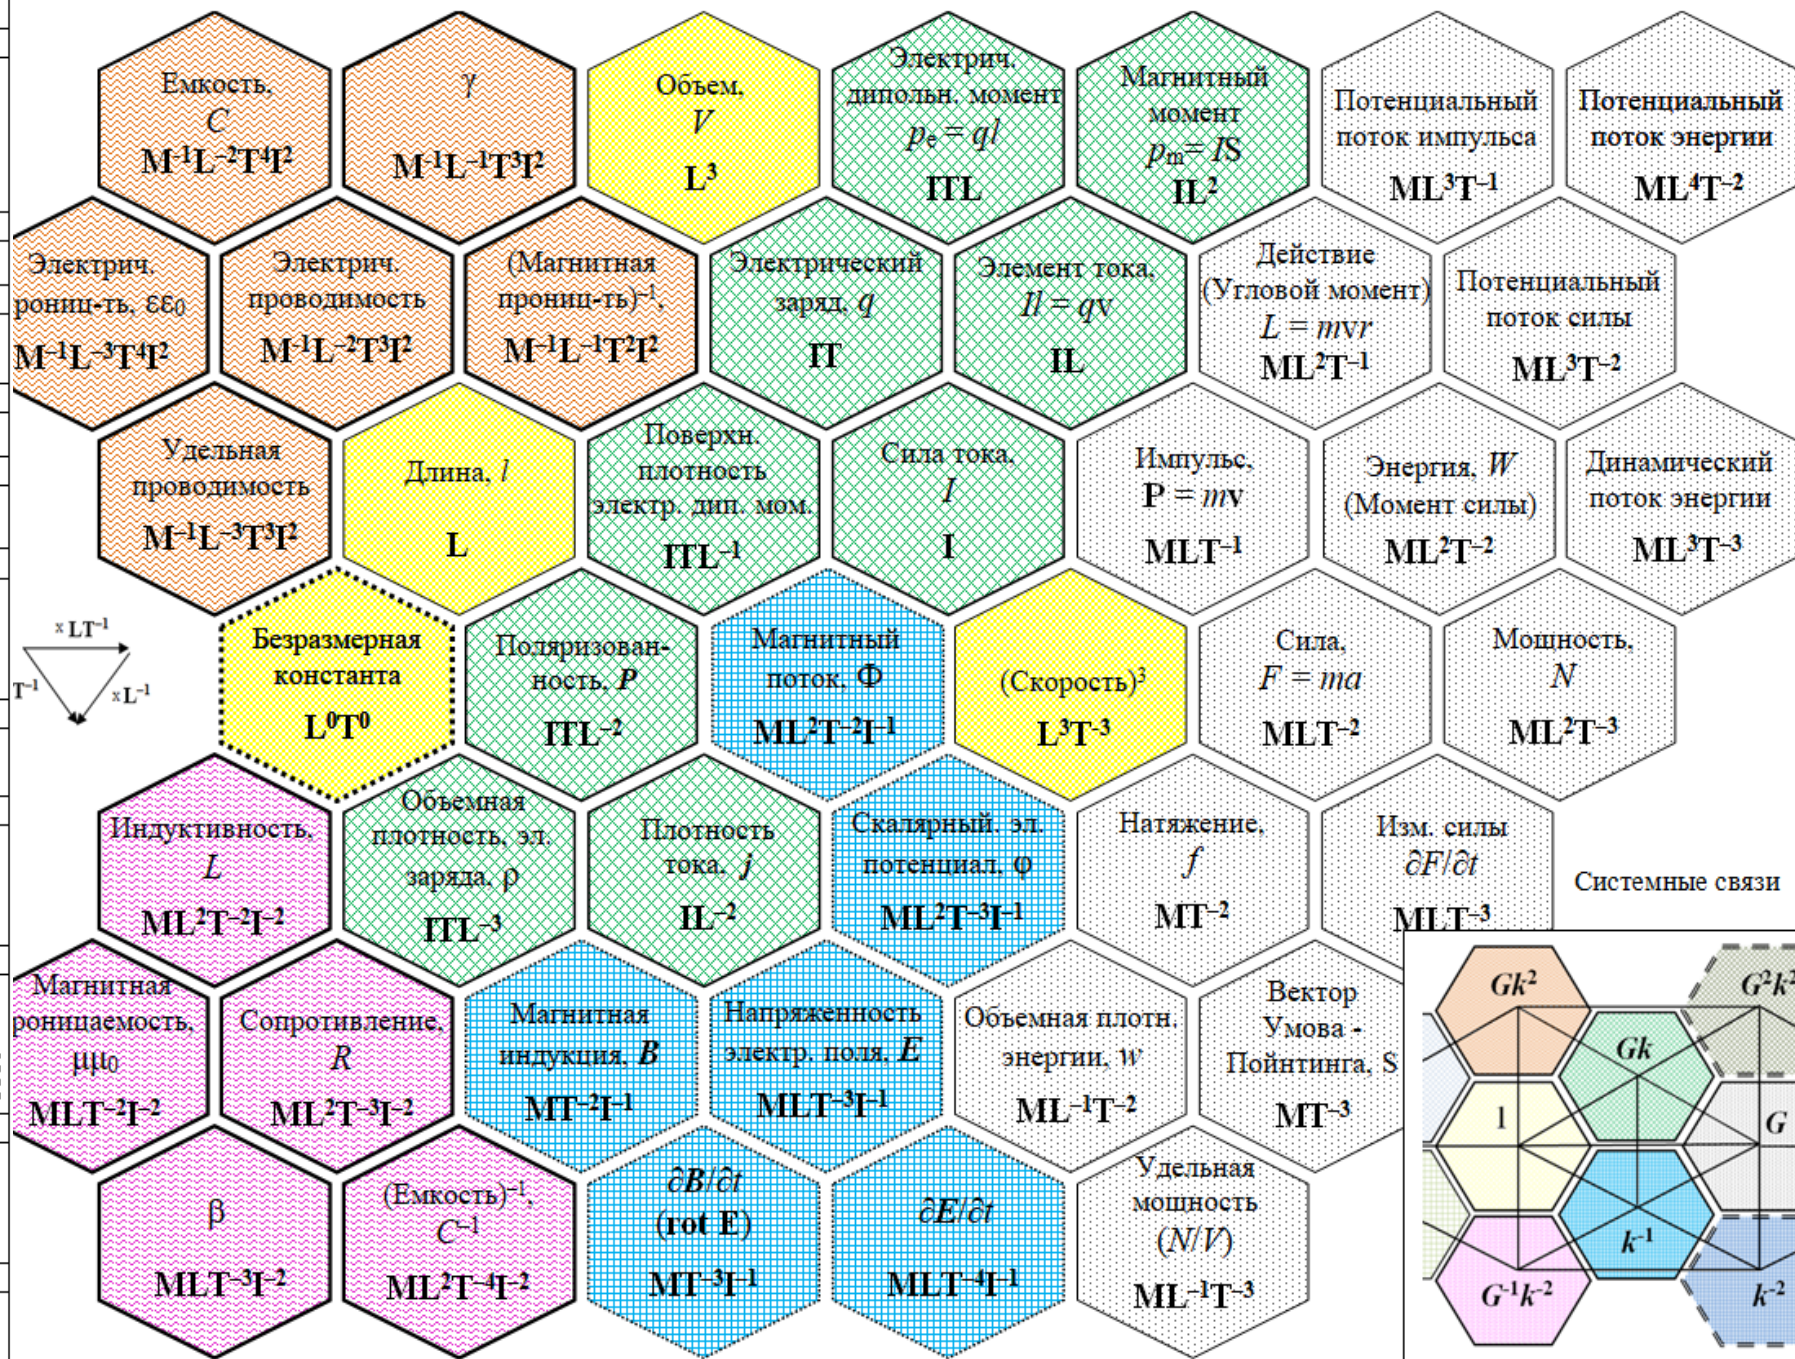 Емкость,
C
M⁻¹L⁻²T⁴I²
γ
M⁻¹L⁻¹T³I²
Объем,
V
L³
Электрич.
дипольн. момент
pₑ = ql
ITL
Магнитный
момент
pₘ= IS
IL²
Потенциальный
поток импульса
ML³T⁻¹
Потенциальный
поток энергии
ML⁴T⁻²
Электрич.
рониц-ть, εε₀
M⁻¹L⁻³T⁴I²
Электрич.
проводимость
M⁻¹L⁻²T³I²
(Магнитная
прониц-ть)⁻¹,
M⁻¹L⁻¹T²I²
Электрический
заряд, q
IT
Элемент тока,
Il = qv
IL
Действие
(Угловой момент)
L = mvr
ML²T⁻¹
Потенциальный
поток силы
ML³T⁻²
Удельная
проводимость
M⁻¹L⁻³T³I²
Длина, l
L
Поверхн.
плотность
электр. дип. мом.
ITL⁻¹
Сила тока,
I
I
Импульс,
P = mv
MLT⁻¹
Энергия, W
(Момент силы)
ML²T⁻²
Динамический
поток энергии
ML³T⁻³
x LT⁻¹
T⁻¹
x L⁻¹
Безразмерная
константа
L⁰T⁰
Поляризован-
ность, P
ITL⁻²
Магнитный
поток, Φ
ML²T⁻²I⁻¹
(Скорость)³
L³T⁻³
Сила,
F = ma
MLT⁻²
Мощность,
N
ML²T⁻³
Индуктивность,
L
ML²T⁻²I⁻²
Объемная
плотность, эл.
заряда, ρ
ITL⁻³
Плотность
тока, j
IL⁻²
Скалярный. эл.
потенциал, φ
ML²T⁻³I⁻¹
Натяжение,
f
MT⁻²
Изм. силы
∂F/∂t
MLT⁻³
Системные связи
Магнитная
роницаемость,
μμ₀
MLT⁻²I⁻²
Сопротивление,
R
ML²T⁻³I⁻²
Магнитная
индукция, B
MT⁻²I⁻¹
Напряженность
электр. поля, E
MLT⁻³I⁻¹
Объемная плотн.
энергии, w
ML⁻¹T⁻²
Вектор
Умова -
Пойнтинга, S
MT⁻³
β
MLT⁻³I⁻²
(Емкость)⁻¹,
C⁻¹
ML²T⁻⁴I⁻²
∂B/∂t
(rot E)
MT⁻³I⁻¹
∂E/∂t
MLT⁻⁴I⁻¹
Удельная
мошность
(N/V)
ML⁻¹T⁻³
Gk²
G²k²
Gk
1
G
k⁻¹
G⁻¹k⁻²
k⁻²